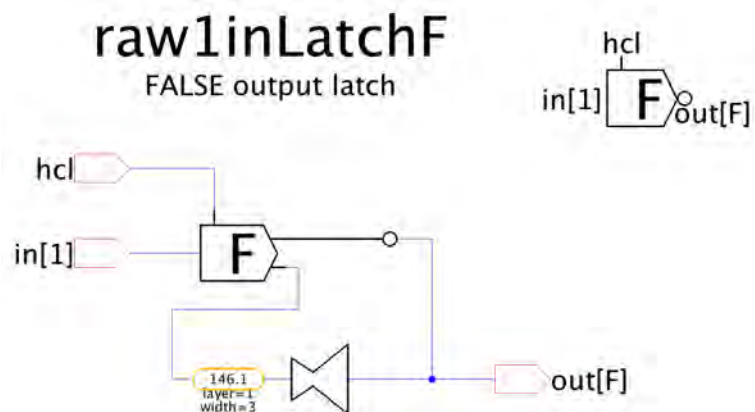 raw1inLatchF
FALSE output latch
hcl
in[1]
F
out[F]
hcl
in[1]
F
146.1
layer=1
width=3
out[F]